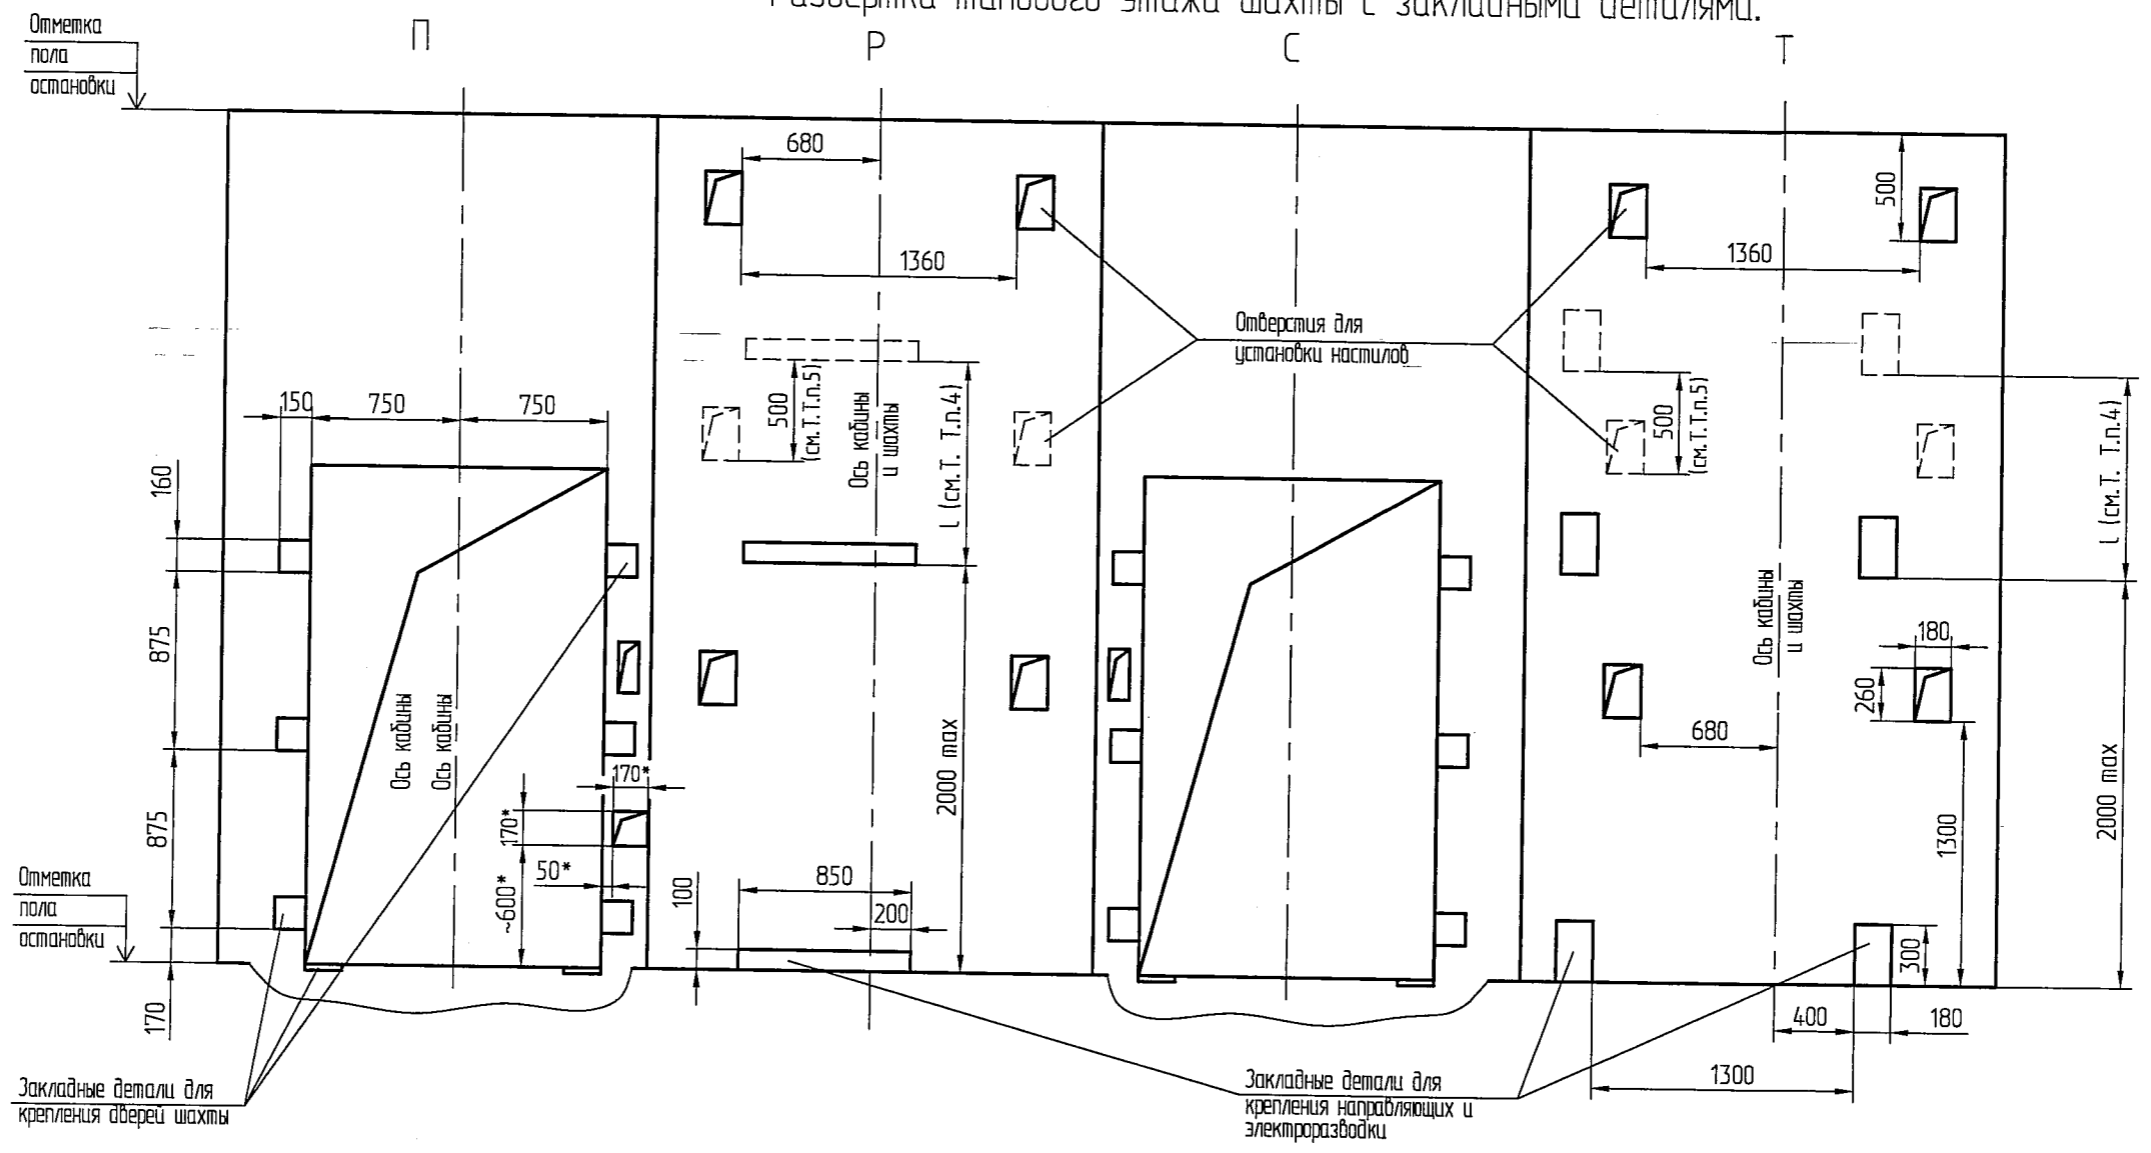 Развертка типового этажа шахты с закладными деталями.
Отметка
пола
остановки
П
Р
С
Т
680
1360
500
1360
Отверстия для
установки настилов
150
750
750
160
875
875
170
500
(см.Т.Т.п.5)
Ось кабины
и шахты
l (см.Т. Т.п.4)
500
(см.Т.Т.п.5)
l (см.Т. Т.п.4)
Ось кабины
Ось кабины
170*
170*
50*
~600*
2000 max
100
850
200
Ось кабины
и шахты
180
260
680
1300
2000 max
300
400
180
1300
Отметка
пола
остановки
Закладные детали для
крепления дверей шахты
Закладные детали для
крепления направляющих и
электроразводки